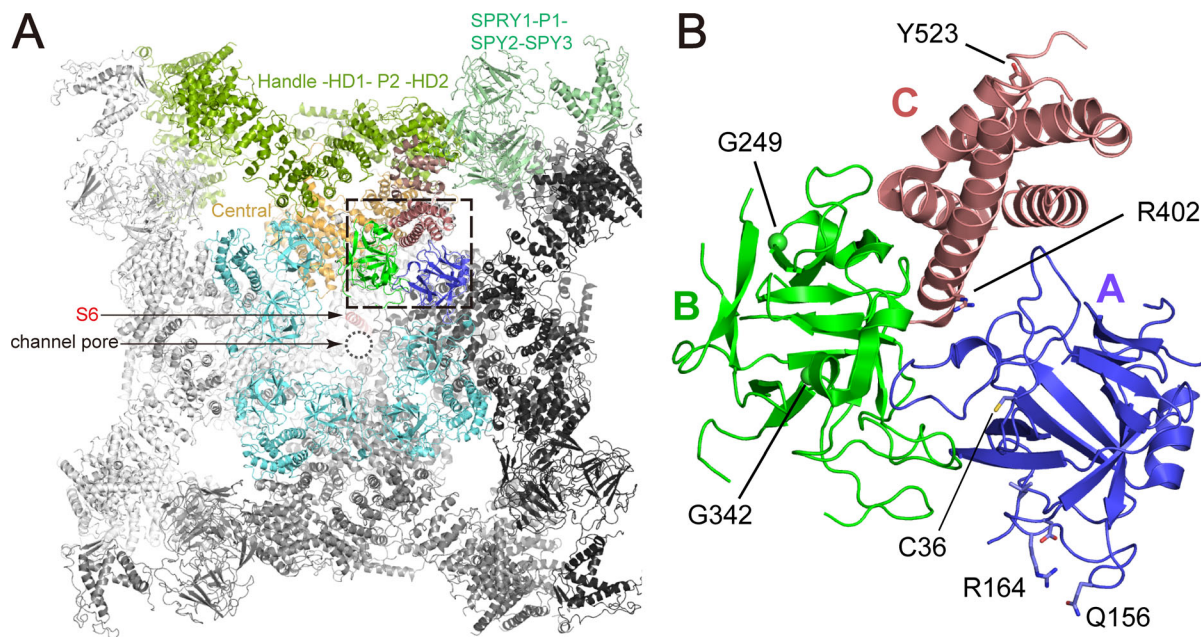 A
SPRY1-P1-
SPY2-SPY3
Handle -HD1- P2 -HD2
Central
S6
channel pore
B
Y523
C
G249
R402
A
B
G342
C36
R164
Q156